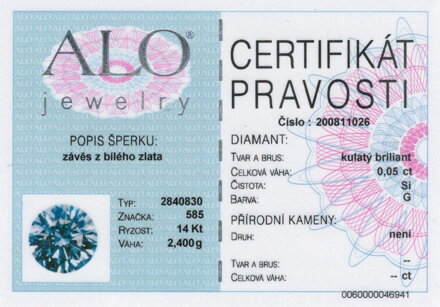 ALO®
jewelry
POPIS ŠPERKU:
závěs z bílého zlata
TYP: 2840830
ZNAČKA: 585
RYZOST: 14 Kt
VÁHA: 2,400g
CERTIFIKÁT
PRAVOSTI
Číslo : 200811026
DIAMANT:
TVAR A BRUS: kulatý briliant
CELKOVÁ VÁHA: 0,05 ct
ČISTOTA: Si
BARVA: G
PŘÍRODNÍ KAMENY:
DRUH: není
TVAR A BRUS: --
CELKOVÁ VÁHA: -- ct
0060000046941